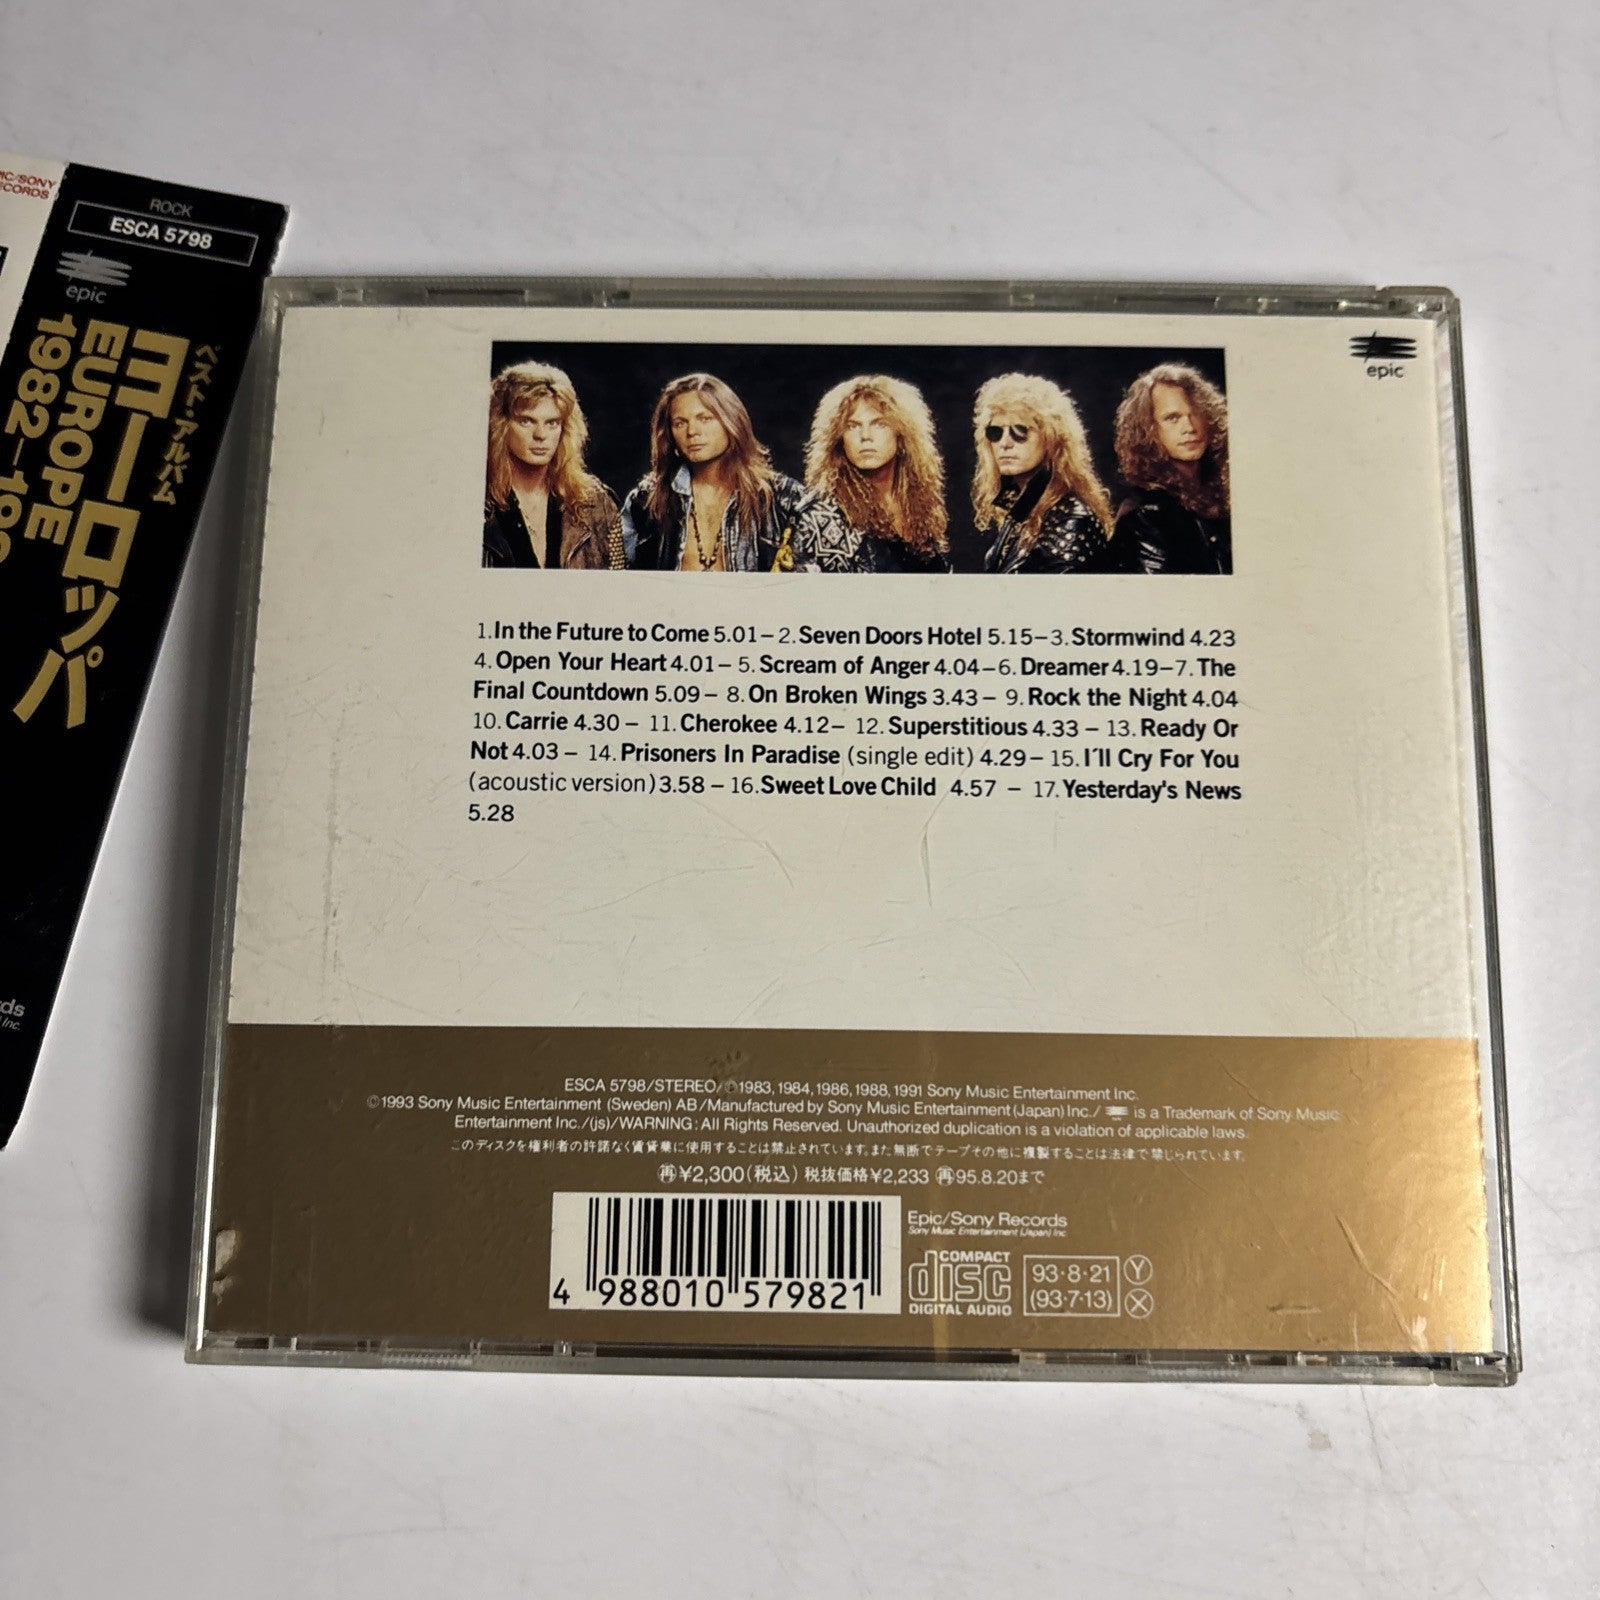 IC/SONY
ECORDS
ROCK
ESCA 5798
epic
ベスト・アルバム
ヨーロッパ
EUROPE
1982-19
ds
Inc.
epic
1.In the Future to Come 5.01 – 2.Seven Doors Hotel 5.15 – 3.Stormwind 4.23
4.Open Your Heart 4.01 – 5.Scream of Anger 4.04 – 6.Dreamer 4.19 – 7.The
Final Countdown 5.09 – 8.On Broken Wings 3.43 – 9.Rock the Night 4.04
10.Carrie 4.30 – 11.Cherokee 4.12 – 12.Superstitious 4.33 – 13.Ready Or
Not 4.03 – 14.Prisoners In Paradise (single edit) 4.29 – 15.I´ll Cry For You
(acoustic version) 3.58 – 16.Sweet Love Child 4.57 – 17.Yesterday's News
5.28
ESCA 5798/STEREO/℗1983, 1984, 1986, 1988, 1991 Sony Music Entertainment Inc.
©1993 Sony Music Entertainment (Sweden) AB/Manufactured by Sony Music Entertainment (Japan) Inc./ is a Trademark of Sony Music
Entertainment Inc./(js)/WARNING: All Rights Reserved. Unauthorized duplication is a violation of applicable laws.
このディスクを権利者の許諾なく賃貸業に使用することは禁止されています。また無断でテープその他に複製することは法律で禁じられています。
㊢¥2,300(税込) 税抜価格¥2,233 ㊢95.8.20まで
4 988010 579821
Epic/Sony Records
Sony Music Entertainment (Japan) Inc
COMPACT
disc
DIGITAL AUDIO
93·8·21 Y
(93·7·13) X